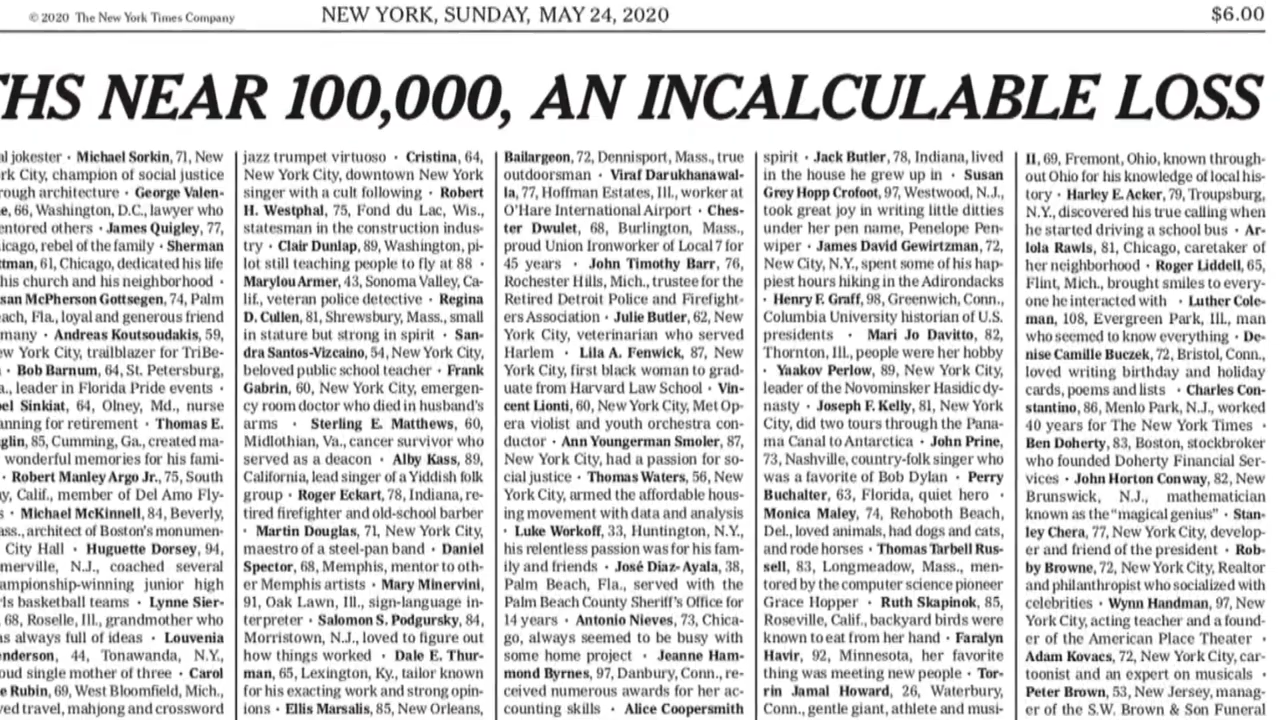 © 2020 The New York Times Company
NEW YORK, SUNDAY, MAY 24, 2020
$6.00
THS NEAR 100,000, AN INCALCULABLE LOSS
al jokester · Michael Sorkin, 71, New
rk City, champion of social justice
rough architecture · George Valen-
e, 66, Washington, D.C., lawyer who
entored others · James Quigley, 77,
icago, rebel of the family · Sherman
ttman, 61, Chicago, dedicated his life
his church and his neighborhood ·
san McPherson Gottsegen, 74, Palm
each, Fla., loyal and generous friend
many · Andreas Koutsoudakis, 59,
ew York City, trailblazer for TriBe-
· Bob Barnum, 64, St. Petersburg,
a., leader in Florida Pride events ·
el Sinkiat, 64, Olney, Md., nurse
anning for retirement · Thomas E.
glin, 85, Cumming, Ga., created ma-
wonderful memories for his fami-
· Robert Manley Argo Jr., 75, South
y, Calif., member of Del Amo Fly-
s · Michael McKinnell, 84, Beverly,
ass., architect of Boston's monumen-
City Hall · Huguette Dorsey, 94,
merville, N.J., coached several
ampionship-winning junior high
ls basketball teams · Lynne Sier-
, 68, Roselle, Ill., grandmother who
s always full of ideas · Louvenia
nderson, 44, Tonawanda, N.Y.,
oud single mother of three · Carol
e Rubin, 69, West Bloomfield, Mich.,
ved travel, mahjong and crossword
jazz trumpet virtuoso · Cristina, 64,
New York City, downtown New York
singer with a cult following · Robert
H. Westphal, 75, Fond du Lac, Wis.,
statesman in the construction indus-
try · Clair Dunlap, 89, Washington, pi-
lot still teaching people to fly at 88 ·
Marylou Armer, 43, Sonoma Valley, Ca-
lif., veteran police detective · Regina
D. Cullen, 81, Shrewsbury, Mass., small
in stature but strong in spirit · San-
dra Santos-Vizcaino, 54, New York City,
beloved public school teacher · Frank
Gabrin, 60, New York City, emergen-
cy room doctor who died in husband's
arms · Sterling E. Matthews, 60,
Midlothian, Va., cancer survivor who
served as a deacon · Alby Kass, 89,
California, lead singer of a Yiddish folk
group · Roger Eckart, 78, Indiana, re-
tired firefighter and old-school barber
· Martin Douglas, 71, New York City,
maestro of a steel-pan band · Daniel
Spector, 68, Memphis, mentor to oth-
er Memphis artists · Mary Minervini,
91, Oak Lawn, Ill., sign-language in-
terpreter · Salomon S. Podgursky, 84,
Morristown, N.J., loved to figure out
how things worked · Dale E. Thur-
man, 65, Lexington, Ky., tailor known
for his exacting work and strong opin-
ions · Ellis Marsalis, 85, New Orleans,
Bailargeon, 72, Dennisport, Mass., true
outdoorsman · Viraf Darukhanawal-
la, 77, Hoffman Estates, Ill., worker at
O'Hare International Airport · Ches-
ter Dwulet, 68, Burlington, Mass.,
proud Union Ironworker of Local 7 for
45 years · John Timothy Barr, 76,
Rochester Hills, Mich., trustee for the
Retired Detroit Police and Firefight-
ers Association · Julie Butler, 62, New
York City, veterinarian who served
Harlem · Lila A. Fenwick, 87, New
York City, first black woman to grad-
uate from Harvard Law School · Vin-
cent Lionti, 60, New York City, Met Op-
era violist and youth orchestra con-
ductor · Ann Youngerman Smoler, 87,
New York City, had a passion for so-
cial justice · Thomas Waters, 56, New
York City, armed the affordable hous-
ing movement with data and analysis
· Luke Workoff, 33, Huntington, N.Y.,
his relentless passion was for his fam-
ily and friends · José Diaz-Ayala, 38,
Palm Beach, Fla., served with the
Palm Beach County Sheriff's Office for
14 years · Antonio Nieves, 73, Chica-
go, always seemed to be busy with
some home project · Jeanne Ham-
mond Byrnes, 97, Danbury, Conn., re-
ceived numerous awards for her ac-
counting skills · Alice Coopersmith
spirit · Jack Butler, 78, Indiana, lived
in the house he grew up in · Susan
Grey Hopp Crofoot, 97, Westwood, N.J.,
took great joy in writing little ditties
under her pen name, Penelope Pen-
wiper · James David Gewirtzman, 72,
New City, N.Y., spent some of his hap-
piest hours hiking in the Adirondacks
· Henry F. Graff, 98, Greenwich, Conn.,
Columbia University historian of U.S.
presidents · Mari Jo Davitto, 82,
Thornton, Ill., people were her hobby
· Yaakov Perlow, 89, New York City,
leader of the Novominsker Hasidic dy-
nasty · Joseph F. Kelly, 81, New York
City, did two tours through the Pana-
ma Canal to Antarctica · John Prine,
73, Nashville, country-folk singer who
was a favorite of Bob Dylan · Perry
Buchalter, 63, Florida, quiet hero ·
Monica Maley, 74, Rehoboth Beach,
Del., loved animals, had dogs and cats,
and rode horses · Thomas Tarbell Rus-
sell, 83, Longmeadow, Mass., men-
tored by the computer science pioneer
Grace Hopper · Ruth Skapinok, 85,
Roseville, Calif., backyard birds were
known to eat from her hand · Faralyn
Havir, 92, Minnesota, her favorite
thing was meeting new people · Tor-
rin Jamal Howard, 26, Waterbury,
Conn., gentle giant, athlete and musi-
II, 69, Fremont, Ohio, known through-
out Ohio for his knowledge of local his-
tory · Harley E. Acker, 79, Troupsburg,
N.Y., discovered his true calling when
he started driving a school bus · Ar-
lola Rawls, 81, Chicago, caretaker of
her neighborhood · Roger Liddell, 65,
Flint, Mich., brought smiles to every-
one he interacted with · Luther Cole-
man, 108, Evergreen Park, Ill., man
who seemed to know everything · De-
nise Camille Buczek, 72, Bristol, Conn.,
loved writing birthday and holiday
cards, poems and lists · Charles Con-
stantino, 86, Menlo Park, N.J., worked
40 years for The New York Times ·
Ben Doherty, 83, Boston, stockbroker
who founded Doherty Financial Ser-
vices · John Horton Conway, 82, New
Brunswick, N.J., mathematician
known as the "magical genius" · Stan-
ley Chera, 77, New York City, develop-
er and friend of the president · Rob-
by Browne, 72, New York City, Realtor
and philanthropist who socialized with
celebrities · Wynn Handman, 97, New
York City, acting teacher and a found-
er of the American Place Theater ·
Adam Kovacs, 72, New York City, car-
toonist and an expert on musicals ·
Peter Brown, 53, New Jersey, manag-
er of the S.W. Brown & Son Funeral